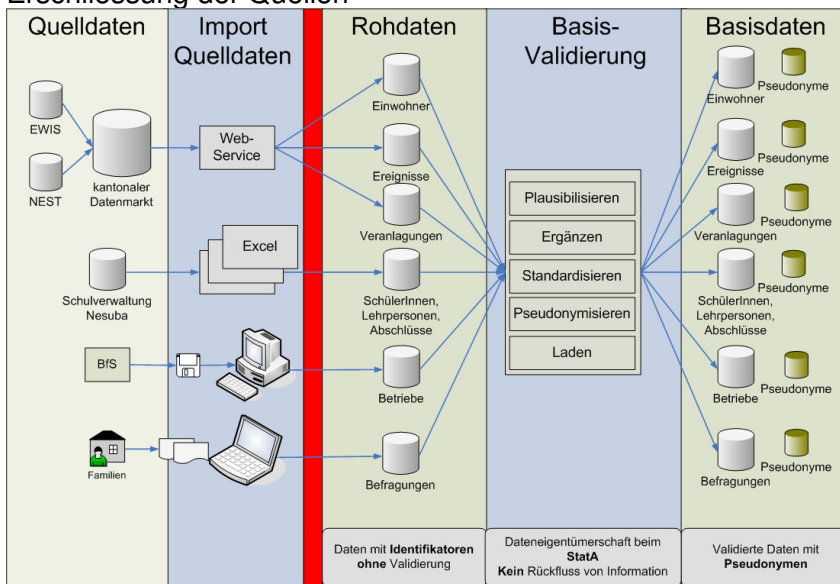 Erschliessung der Quellen
Quelldaten
Import
Quelldaten
Rohdaten
Basis-
Validierung
Basisdaten
EWIS
NEST
kantonaler
Datenmarkt
Web-
Service
Einwohner
Ereignisse
Veranlagungen
Schulverwaltung
Nesuba
Excel
SchülerInnen,
Lehrpersonen,
Abschlüsse
BfS
Betriebe
Familien
Befragungen
Plausibilisieren
Ergänzen
Standardisieren
Pseudonymisieren
Laden
Einwohner
Pseudonyme
Ereignisse
Pseudonyme
Veranlagungen
Pseudonyme
SchülerInnen,
Lehrpersonen,
Abschlüsse
Pseudonyme
Betriebe
Pseudonyme
Befragungen
Pseudonyme
Daten mit Identifikatoren
ohne Validierung
Dateneigentümerschaft beim
StatA
Kein Rückfluss von Information
Validierte Daten mit
Pseudonymen